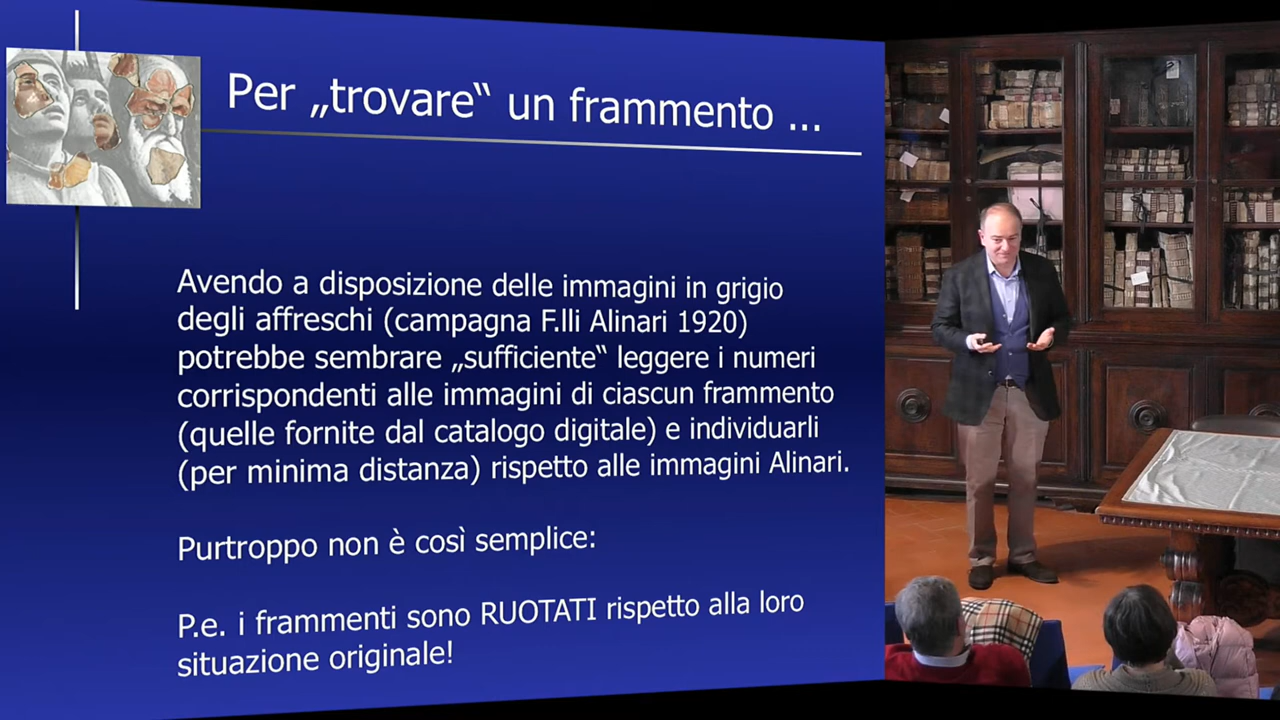 Per „trovare“ un frammento ...
Avendo a disposizione delle immagini in grigio
degli affreschi (campagna F.lli Alinari 1920)
potrebbe sembrare „sufficiente“ leggere i numeri
corrispondenti alle immagini di ciascun frammento
(quelle fornite dal catalogo digitale) e individuarli
(per minima distanza) rispetto alle immagini Alinari.
Purtroppo non è così semplice:
P.e. i frammenti sono RUOTATI rispetto alla loro
situazione originale!